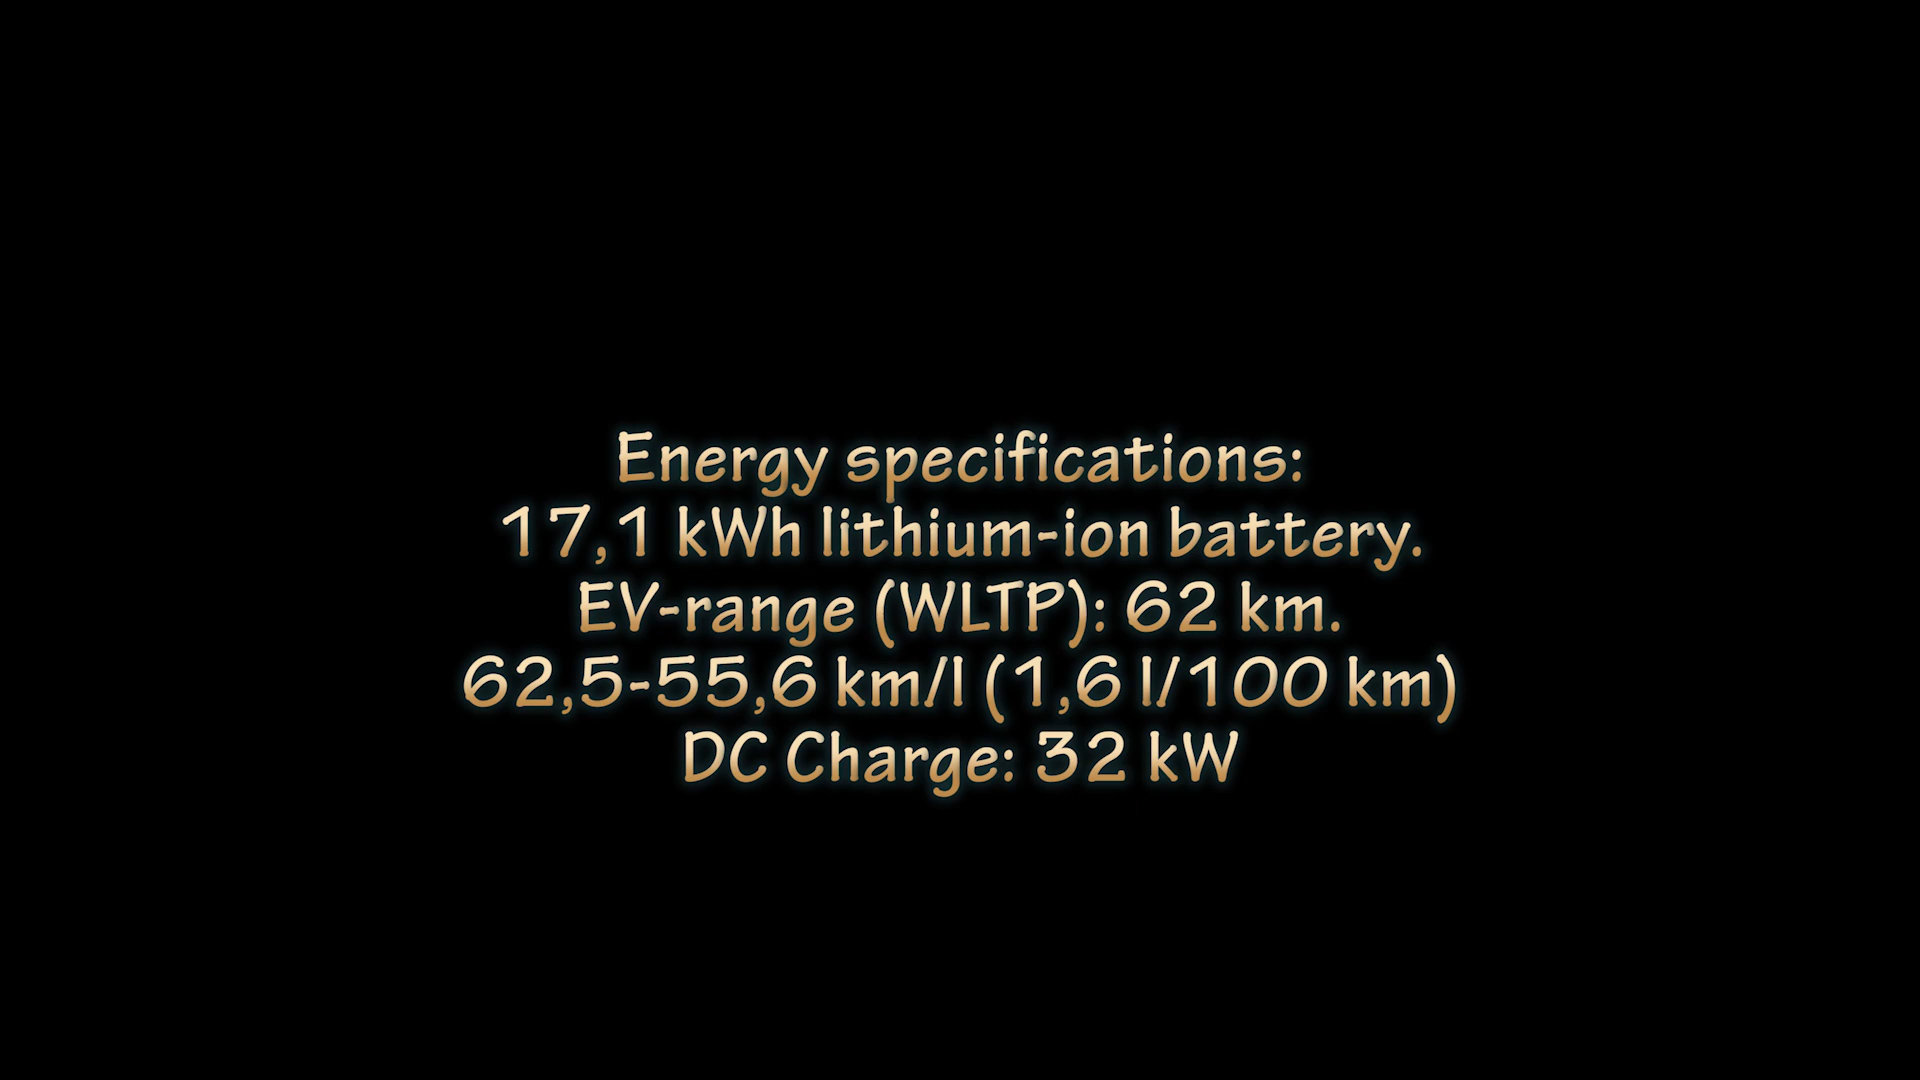 Energy specifications:
17,1 kWh lithium-ion battery.
EV-range (WLTP): 62 km.
62,5-55,6 km/l (1,6 l/100 km)
DC Charge: 32 kW